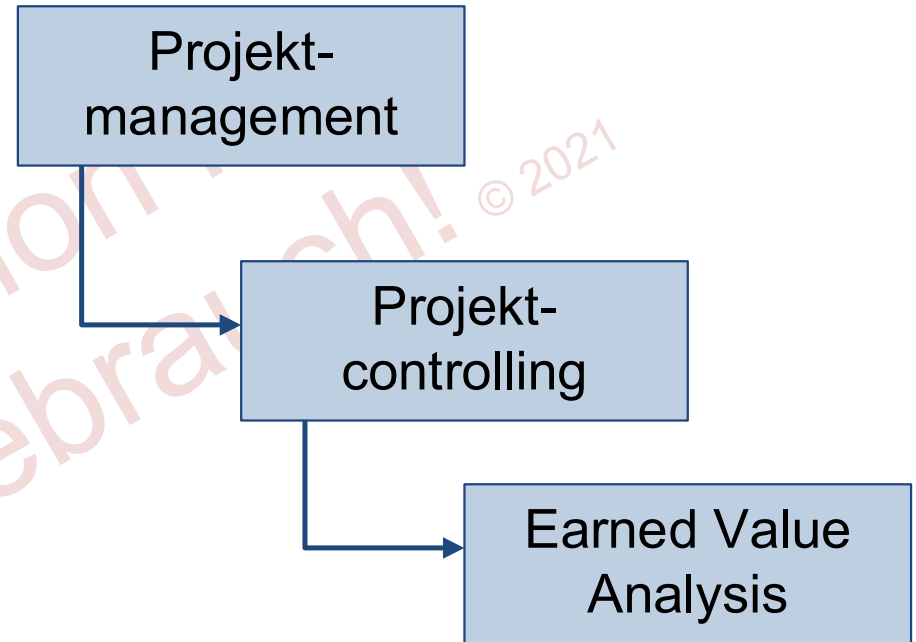 Projekt-
management
© 2021
Projekt-
controlling
Earned Value
Analysis